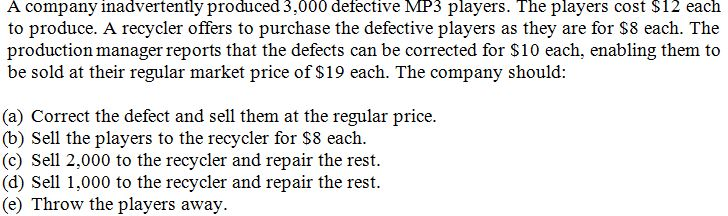 A company inadvertently produced 3,000 defective MP3 players. The players cost $12 each
to produce. A recycler offers to purchase the defective players as they are for $8 each. The
production manager reports that the defects can be corrected for $10 each, enabling them to
be sold at their regular market price of $19 each. The company should:
(a) Correct the defect and sell them at the regular price.
(b) Sell the players to the recycler for $8 each.
(c) Sell 2,000 to the recycler and repair the rest.
(d) Sell 1,000 to the recycler and repair the rest.
(e) Throw the players away.